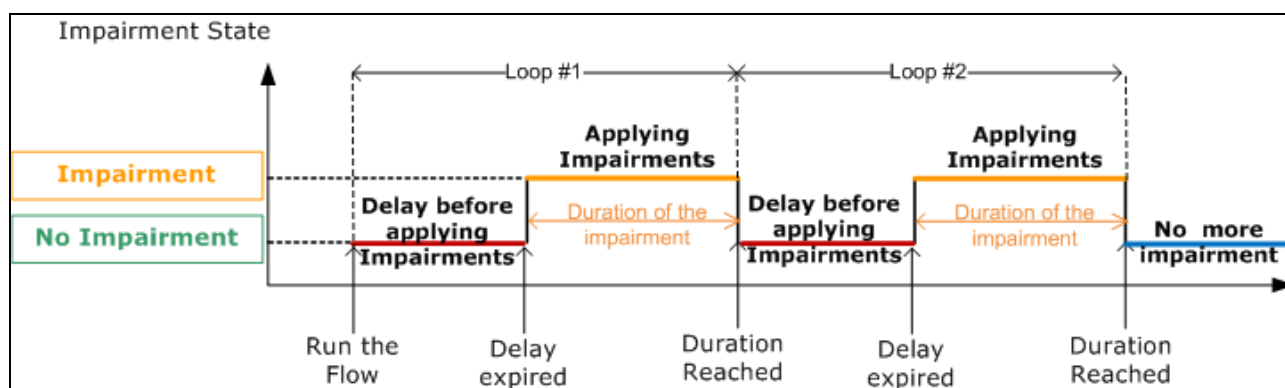 Impairment State
Loop #1
Loop #2
Applying
Impairments
Applying
Impairments
Impairment
No Impairment
Delay before
applying
Impairments
Duration of the
impairment
Delay before
applying
Impairments
Duration of the
impairment
No more
impairment
Run the
Flow
Delay
expired
Duration
Reached
Delay
expired
Duration
Reached